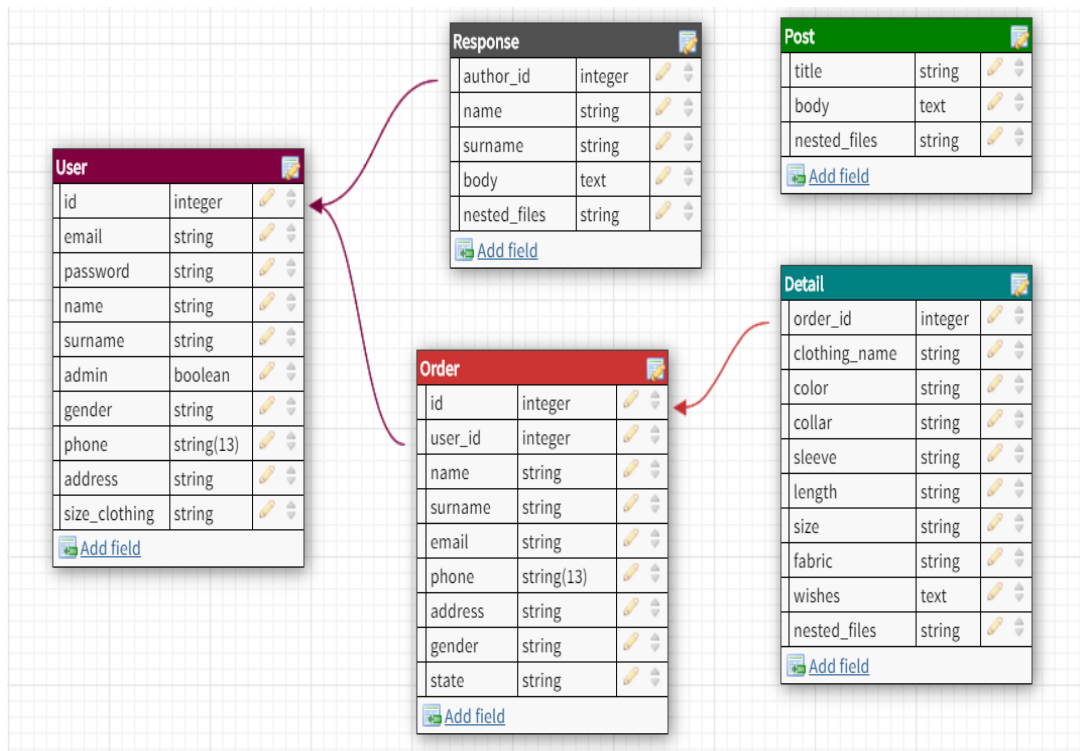 User
id integer
email string
password string
name string
surname string
admin boolean
gender string
phone string(13)
address string
size_clothing string
Add field
Response
author_id integer
name string
surname string
body text
nested_files string
Add field
Order
id integer
user_id integer
name string
surname string
email string
phone string(13)
address string
gender string
state string
Add field
Post
title string
body text
nested_files string
Add field
Detail
order_id integer
clothing_name string
color string
collar string
sleeve string
length string
size string
fabric string
wishes text
nested_files string
Add field